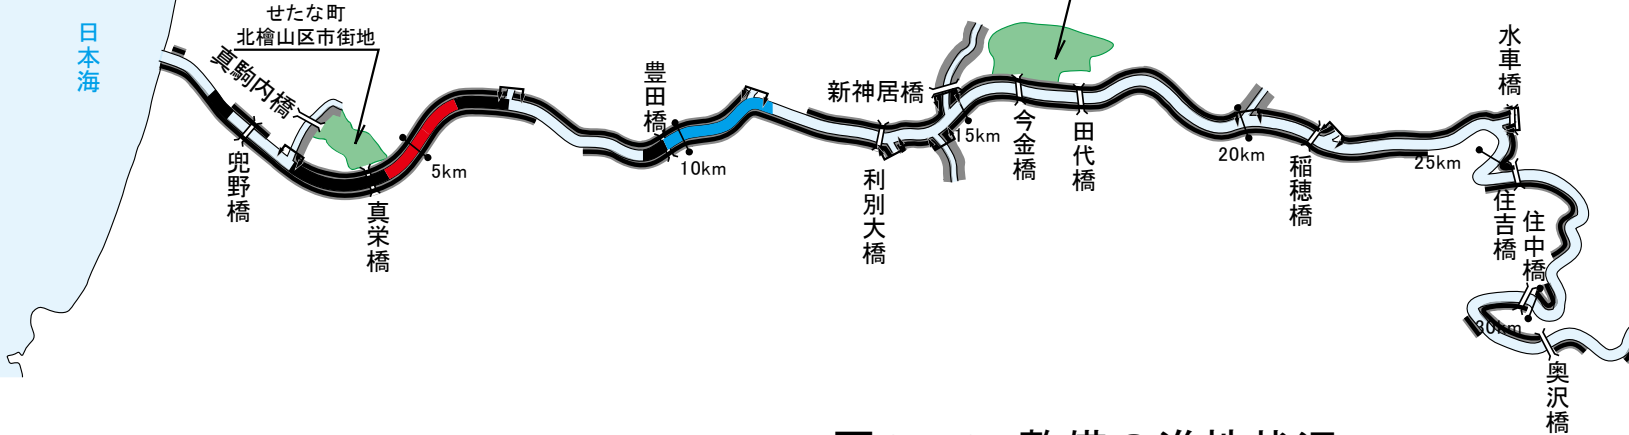 せたな町
北檜山区市街地
日本海
真駒内橋
兜野橋
真栄橋
5km
豊田橋
10km
利別大橋
新神居橋
15km
今金橋
田代橋
20km
稲穂橋
25km
水車橋
住吉橋
住中橋
30km
奥沢橋